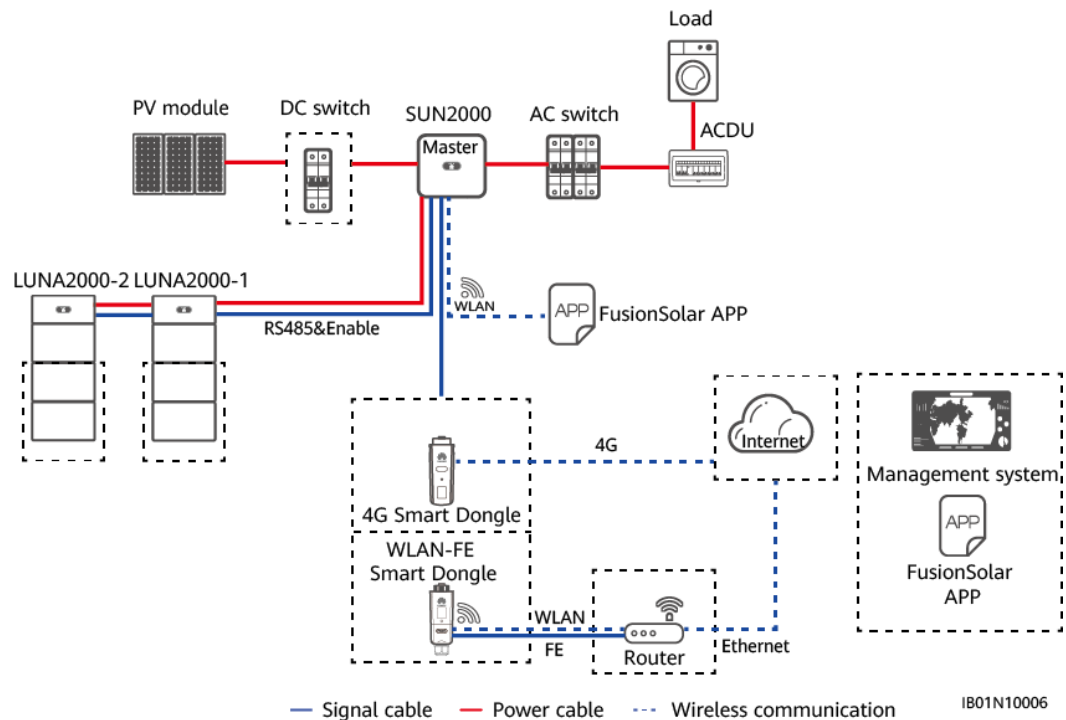 Load
PV module
DC switch
SUN2000
AC switch
Master
ACDU
LUNA2000-2
LUNA2000-1
RS485&Enable
WLAN
APP
FusionSolar APP
4G
Internet
4G Smart Dongle
Management system
APP
FusionSolar
APP
WLAN-FE
Smart Dongle
WLAN
FE
Router
Ethernet
Signal cable
Power cable
Wireless communication
IB01N10006